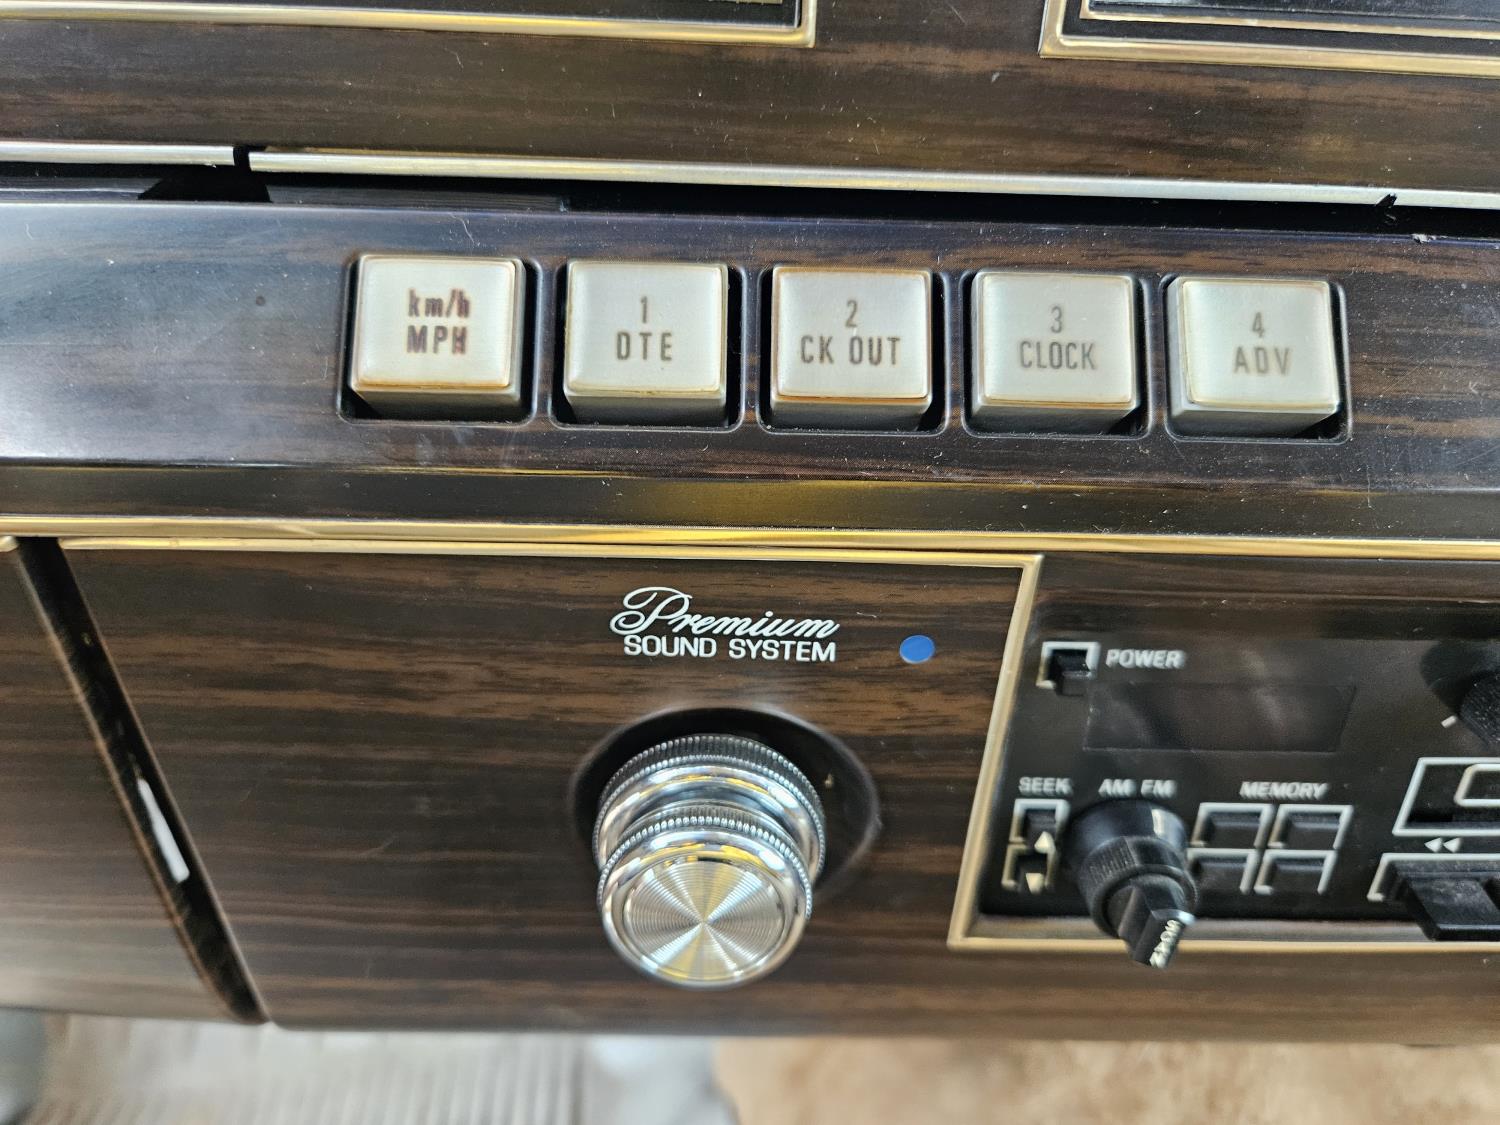 km/h
MPH
1
DTE
2
CK OUT
3
CLOCK
4
ADV
Premium
SOUND SYSTEM
POWER
SEEK
AM FM
MEMORY